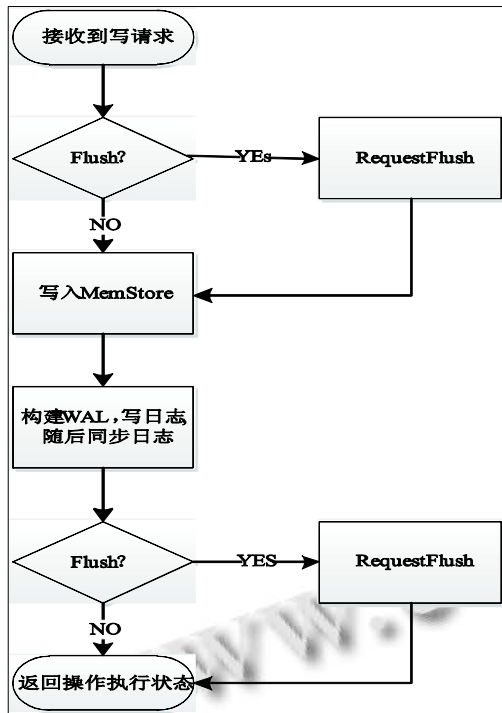 接收到写请求
Flush?
YEs
RequestFlush
NO
写入MemStore
构建WAL,写日志,
随后同步日志
Flush?
YES
RequestFlush
NO
返回操作执行状态